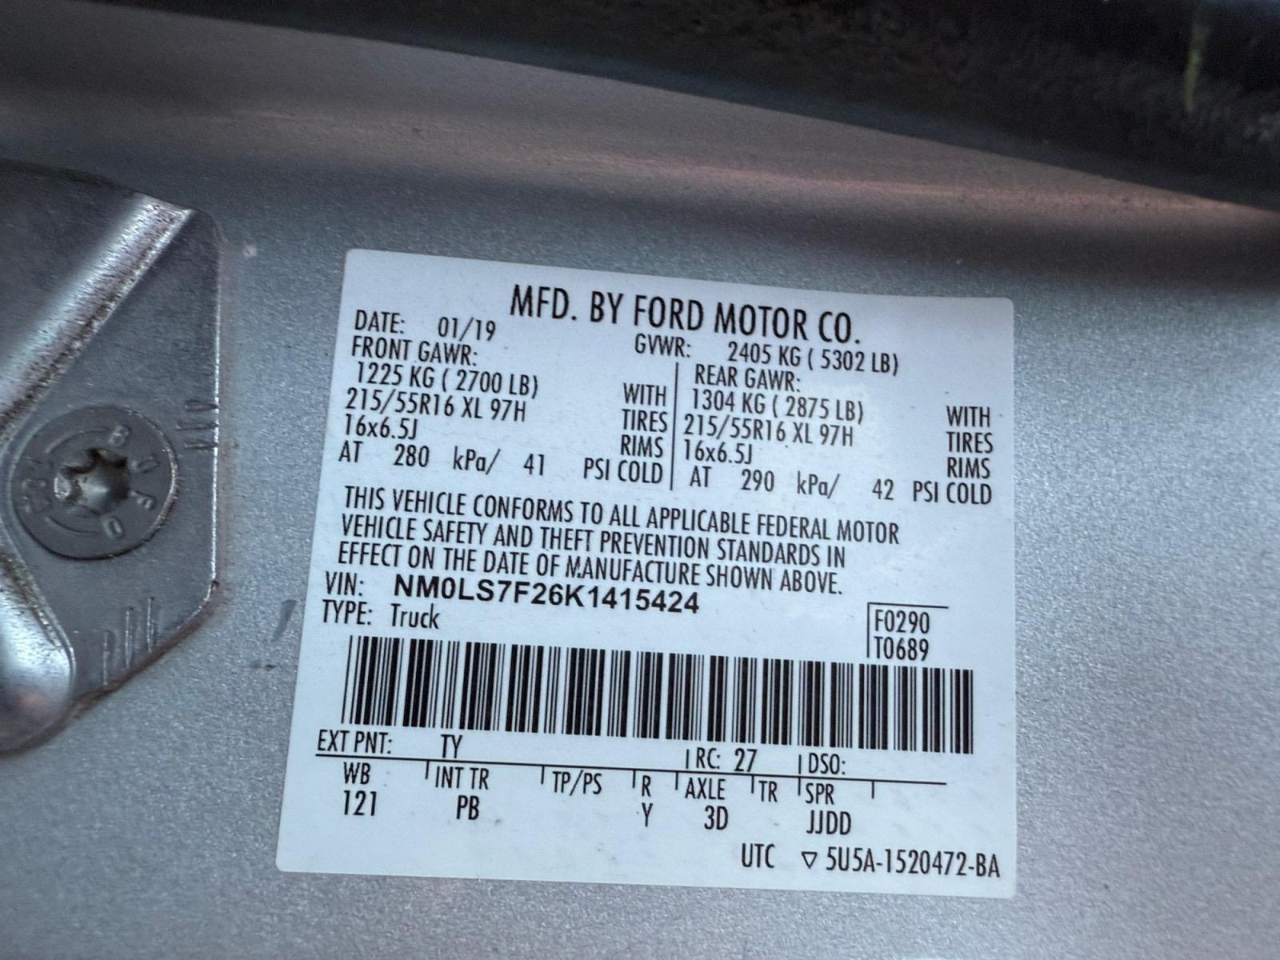 MFD. BY FORD MOTOR CO.
DATE: 01/19 GVWR: 2405 KG ( 5302 LB)
FRONT GAWR: REAR GAWR:
1225 KG ( 2700 LB) WITH 1304 KG ( 2875 LB) WITH
215/55R16 XL 97H TIRES 215/55R16 XL 97H TIRES
16x6.5J RIMS 16x6.5J RIMS
AT 280 kPa/ 41 PSI COLD AT 290 kPa/ 42 PSI COLD
THIS VEHICLE CONFORMS TO ALL APPLICABLE FEDERAL MOTOR
VEHICLE SAFETY AND THEFT PREVENTION STANDARDS IN
EFFECT ON THE DATE OF MANUFACTURE SHOWN ABOVE.
VIN: NM0LS7F26K1415424
TYPE: Truck
F0290
T0689
EXT PNT: TY RC: 27 DSO:
WB INT TR TP/PS R AXLE TR SPR
121 PB Y 3D JJDD
UTC ▽ 5U5A-1520472-BA